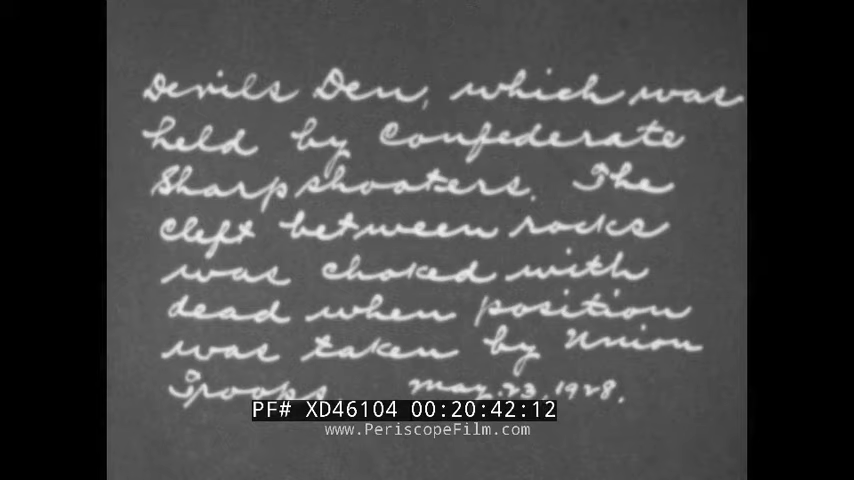 Devils Den, which was
held by Confederate
Sharpshooters. The
cleft between rocks
was choked with
dead when position
was taken by Union
Troops. May. 23, 1928.
PF# XD46104 00:20:42:12
www.PeriscopeFilm.com